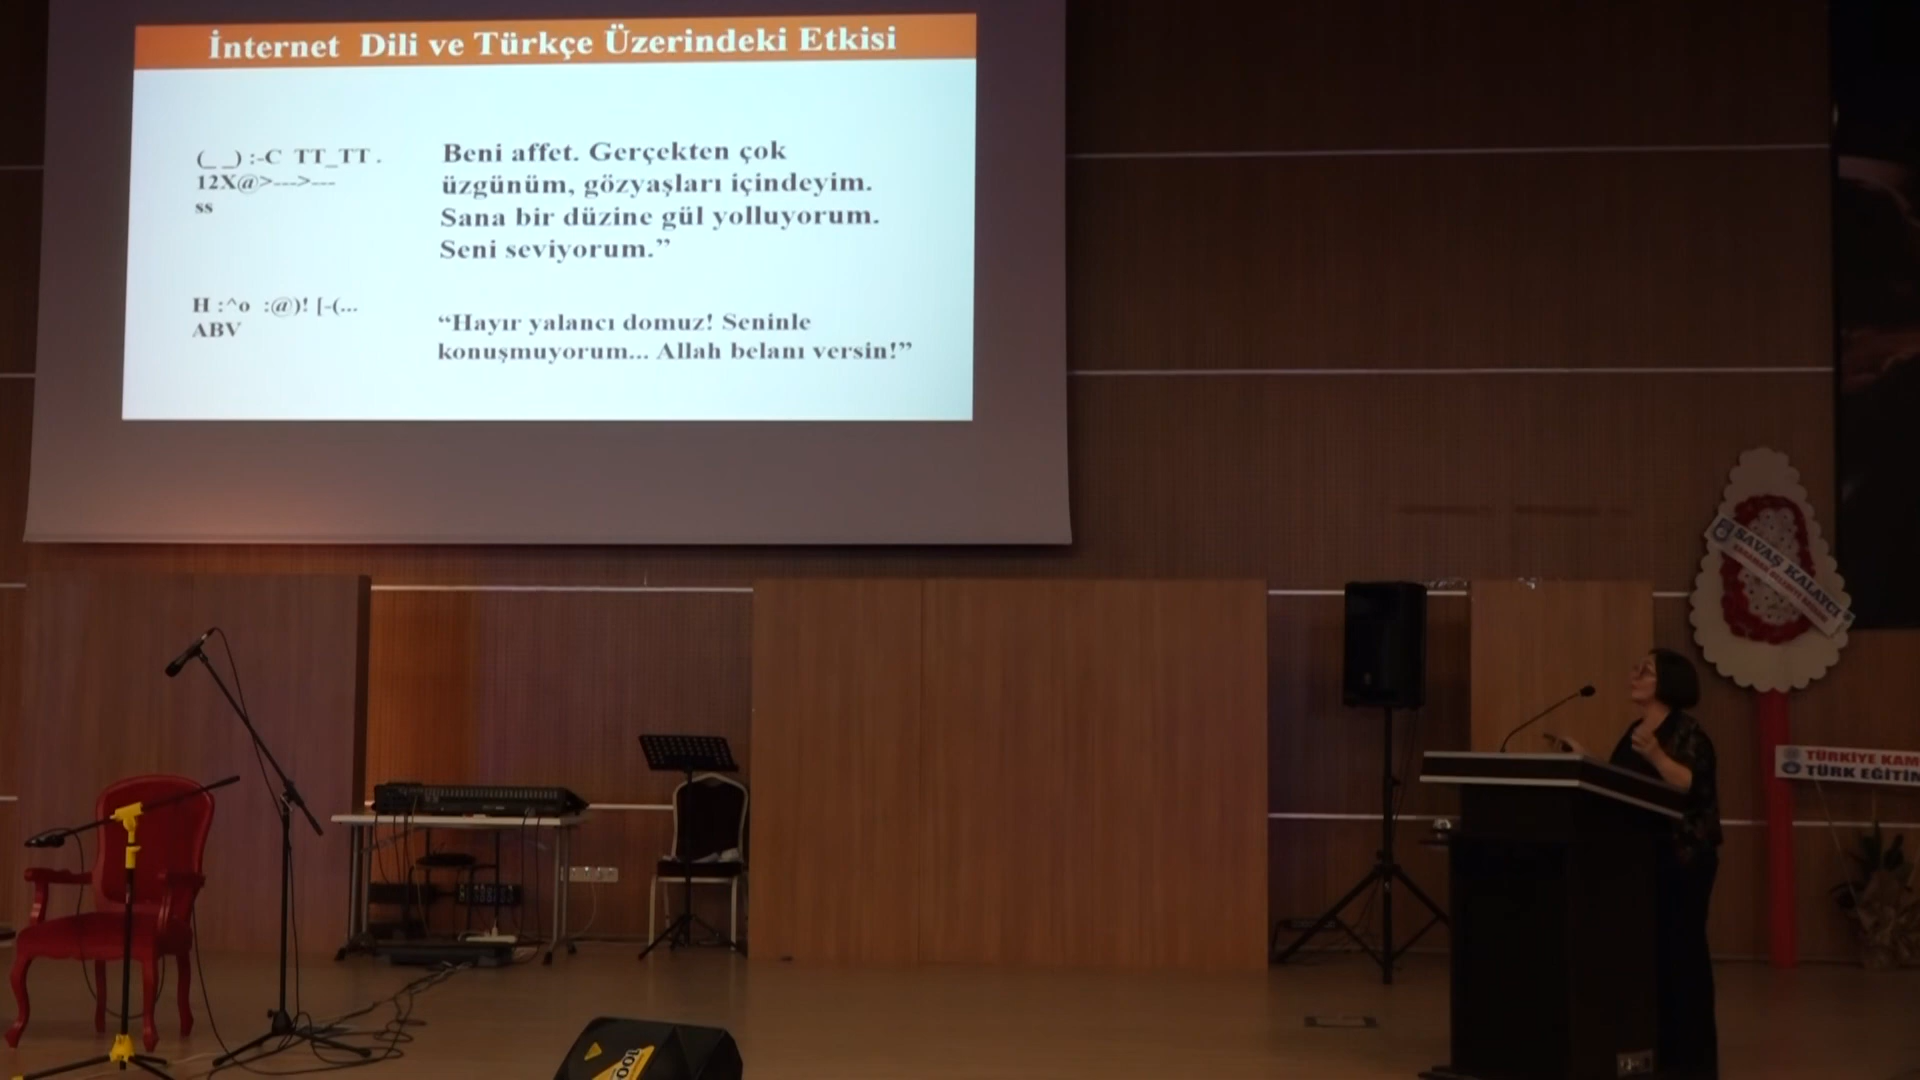 İnternet Dili ve Türkçe Üzerindeki Etkisi
(_ _) :-C TT_TT .
12X@>--->---
ss
Beni affet. Gerçekten çok
üzgünüm, gözyaşları içindeyim.
Sana bir düzine gül yolluyorum.
Seni seviyorum.”
H :^o :@)! [-(...
ABV
“Hayır yalancı domuz! Seninle
konuşmuyorum... Allah belanı versin!”
SAVAŞ KALAYCI
TÜRKİYE KAM
TÜRK EĞİTİM